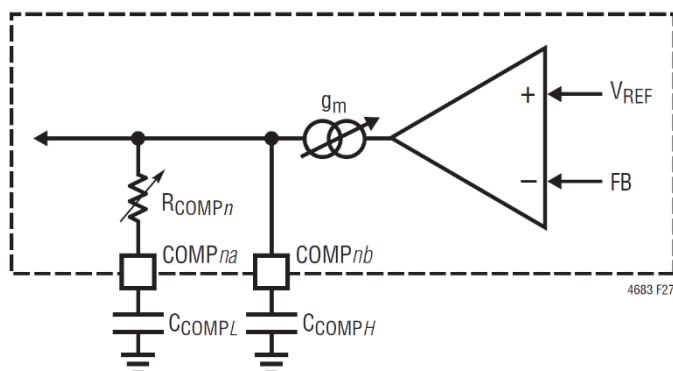 gm
+ VREF
RCOMPn
− FB
COMPna COMPnb
4683 F27
CCOMPL CCOMPH